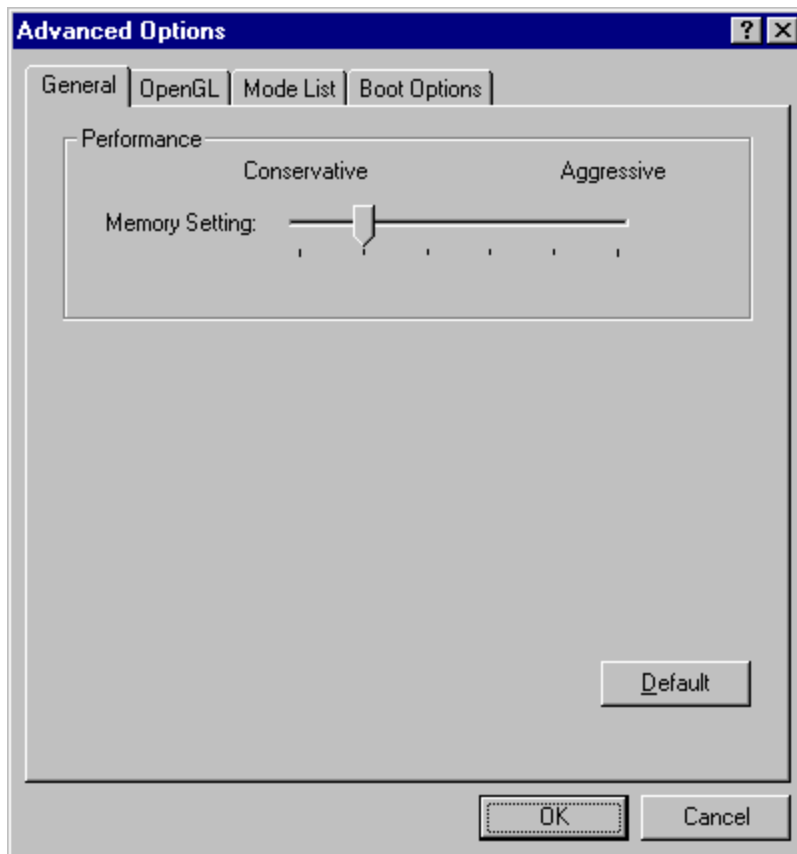 Advanced Options
General OpenGL Mode List Boot Options
Performance
Conservative Aggressive
Memory Setting:
Default
OK Cancel